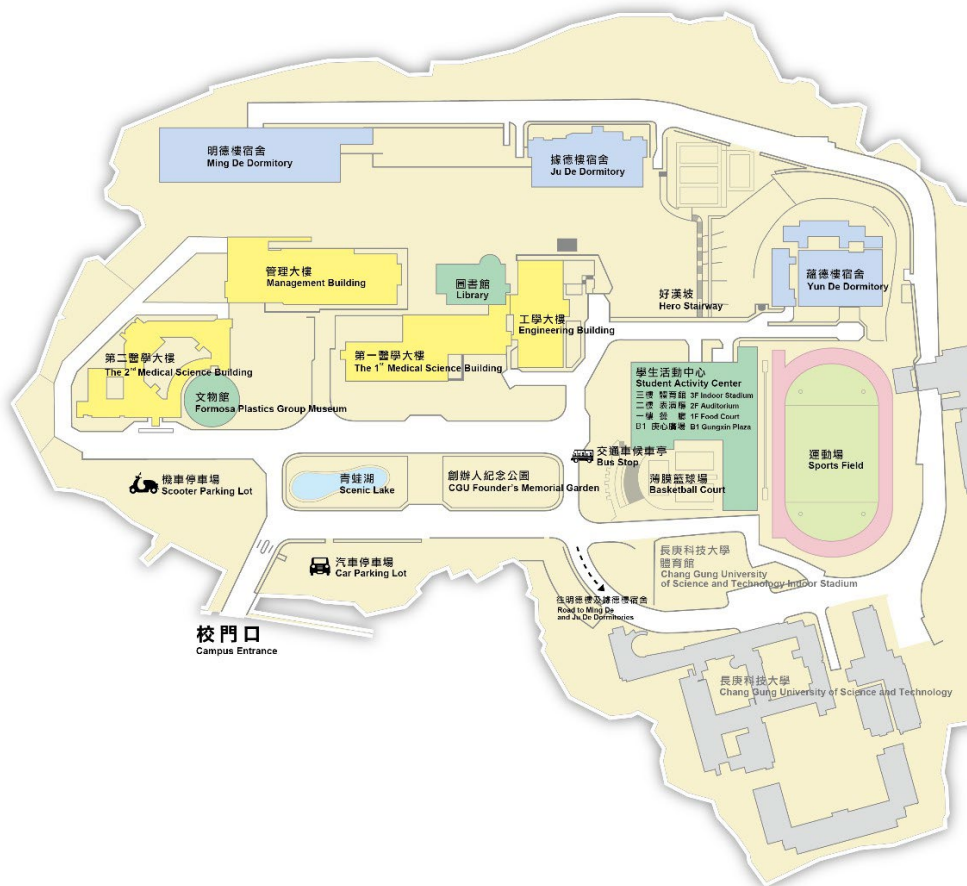 明德樓宿舍
Ming De Dormitory
據德樓宿舍
Ju De Dormitory
管理大樓
Management Building
圖書館
Library
工學大樓
Engineering Building
好漢坡
Hero Stairway
蘊德樓宿舍
Yun De Dormitory
第二醫學大樓
The 2nd Medical Science Building
文物館
Formosa Plastics Group Museum
第一醫學大樓
The 1st Medical Science Building
學生活動中心
Student Activity Center
三樓 體育館 3F Indoor Stadium
二樓 表演廳 2F Auditorium
一樓 餐廳 1F Food Court
B1 庚心廣場 B1 Gungxin Plaza
運動場
Sports Field
機車停車場
Scooter Parking Lot
青蛙湖
Scenic Lake
創辦人紀念公園
CGU Founder's Memorial Garden
交通車候車亭
Bus Stop
薄膜籃球場
Basketball Court
汽車停車場
Car Parking Lot
長庚科技大學
體育館
Chang Gung University
of Science and Technology Indoor Stadium
往明德樓及據德樓宿舍
Road to Ming De
and Ju De Dormitories
校門口
Campus Entrance
長庚科技大學
Chang Gung University of Science and Technology